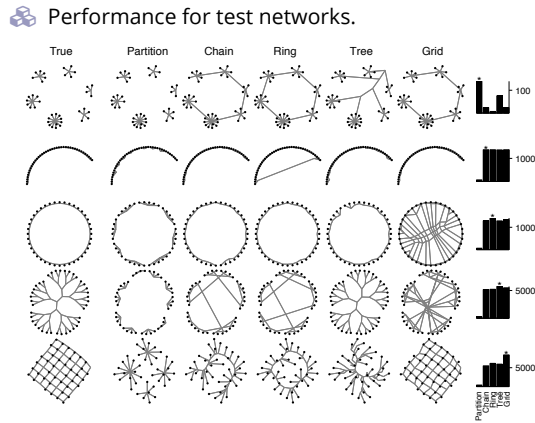 Performance for test networks.
True Partition Chain Ring Tree Grid
100
1000
1000
5000
5000
Partition
Chain
Ring
Tree
Grid